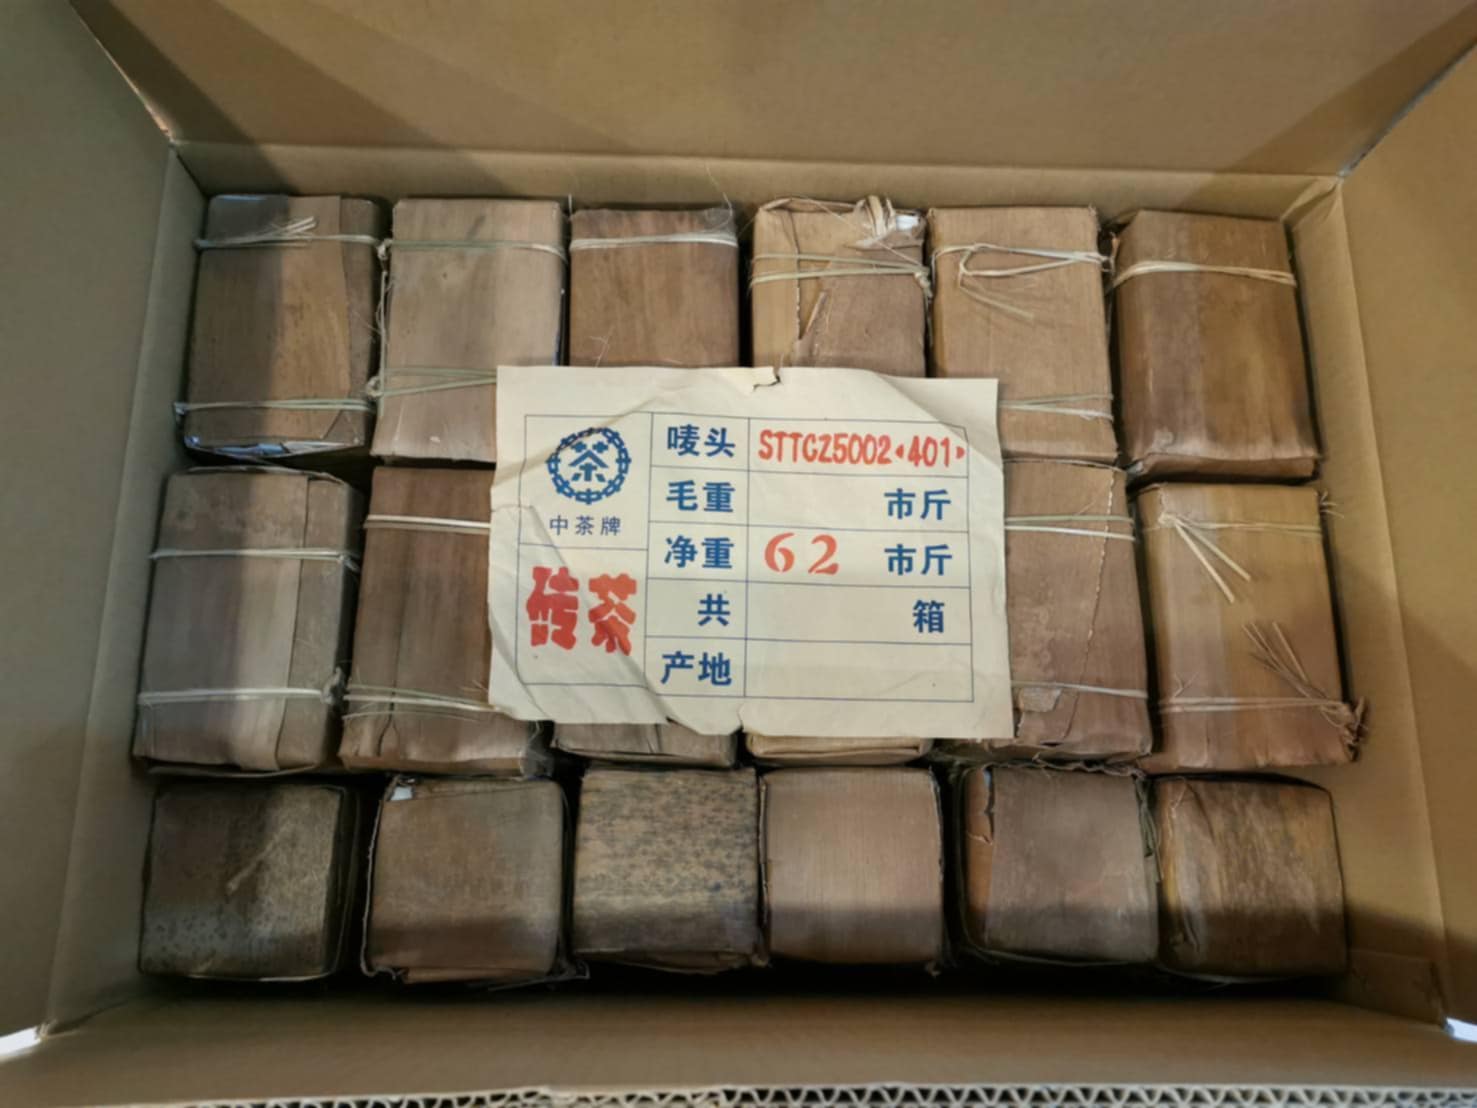 茶
中茶牌
砖茶
唛头 STTCZ5002《401》
毛重 市斤
净重 62 市斤
共 箱
产地